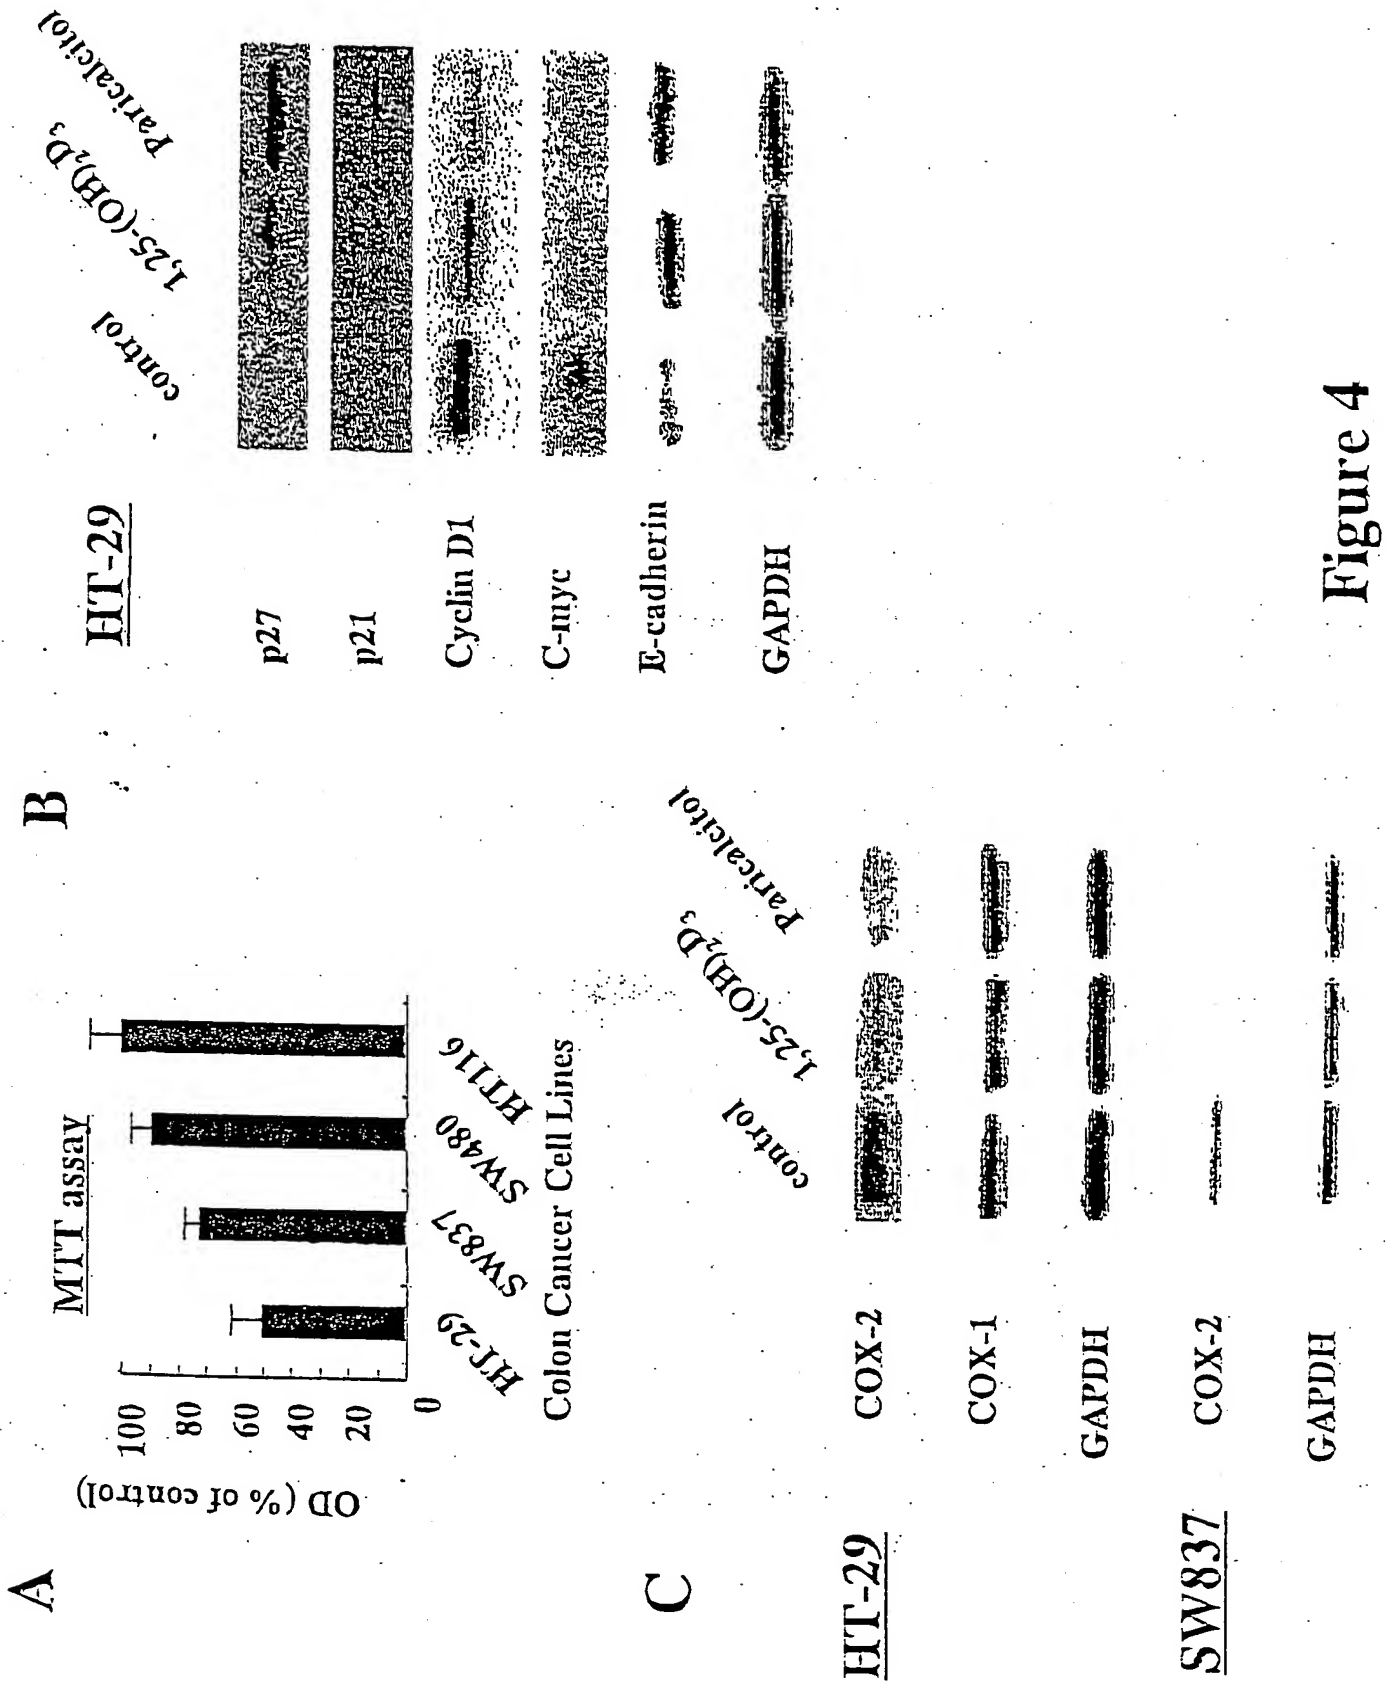 A
MTT assay
OD (% of control)
100
80
60
40
20
0
HT-29
SW837
SW480
HT116
Colon Cancer Cell Lines
B
HT-29
control
1,25-(OH)₂D₃
Paricalcitol
p27
p21
Cyclin D1
C-myc
E-cadherin
GAPDH
C
control
1,25-(OH)₂D₃
Paricalcitol
HT-29
COX-2
COX-1
GAPDH
SW837
COX-2
GAPDH
Figure 4